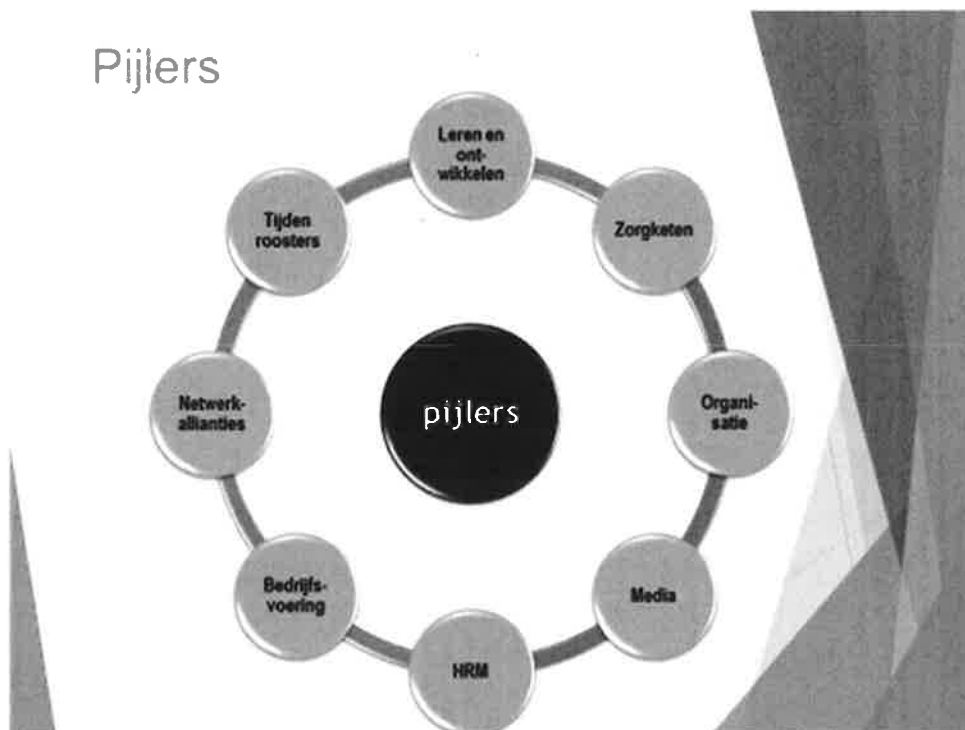 Pijlers
Leren en
ont-
wikkelen
Zorgketen
Organi-
satie
Media
HRM
Bedrijfs-
voering
Netwerk-
allianties
Tijden
roosters
pijlers